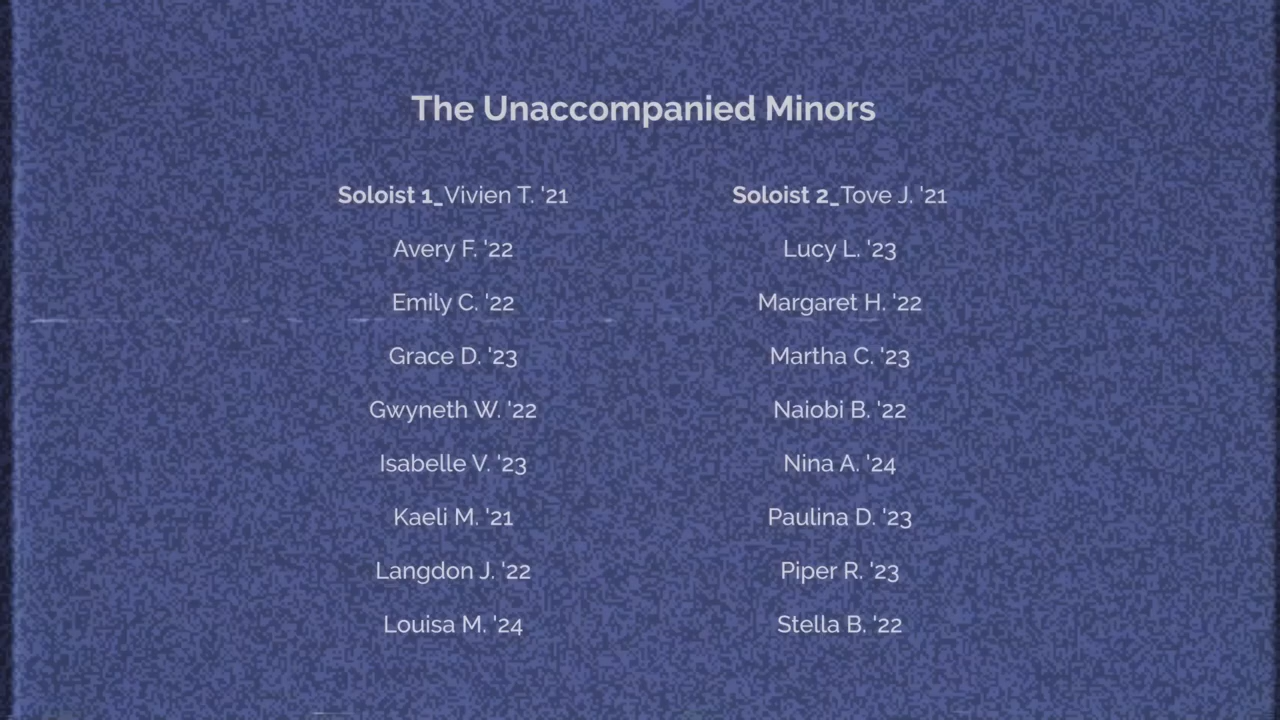 The Unaccompanied Minors
Soloist 1_Vivien T. '21
Avery F. '22
Emily C. '22
Grace D. '23
Gwyneth W. '22
Isabelle V. '23
Kaeli M. '21
Langdon J. '22
Louisa M. '24
Soloist 2_Tove J. '21
Lucy L. '23
Margaret H. '22
Martha C. '23
Naiobi B. '22
Nina A. '24
Paulina D. '23
Piper R. '23
Stella B. '22